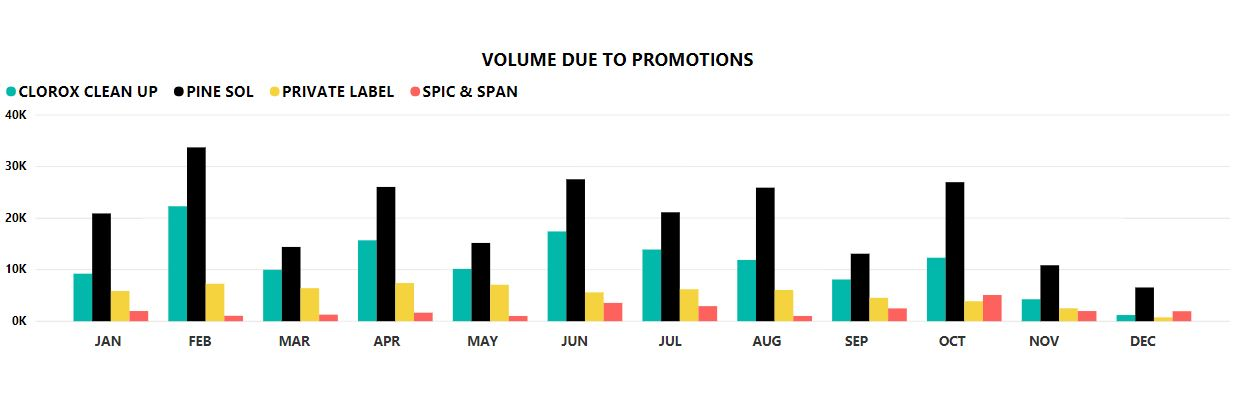 VOLUME DUE TO PROMOTIONS
CLOROX CLEAN UP PINE SOL PRIVATE LABEL SPIC & SPAN
40K
30K
20K
10K
0K
JAN FEB MAR APR MAY JUN JUL AUG SEP OCT NOV DEC